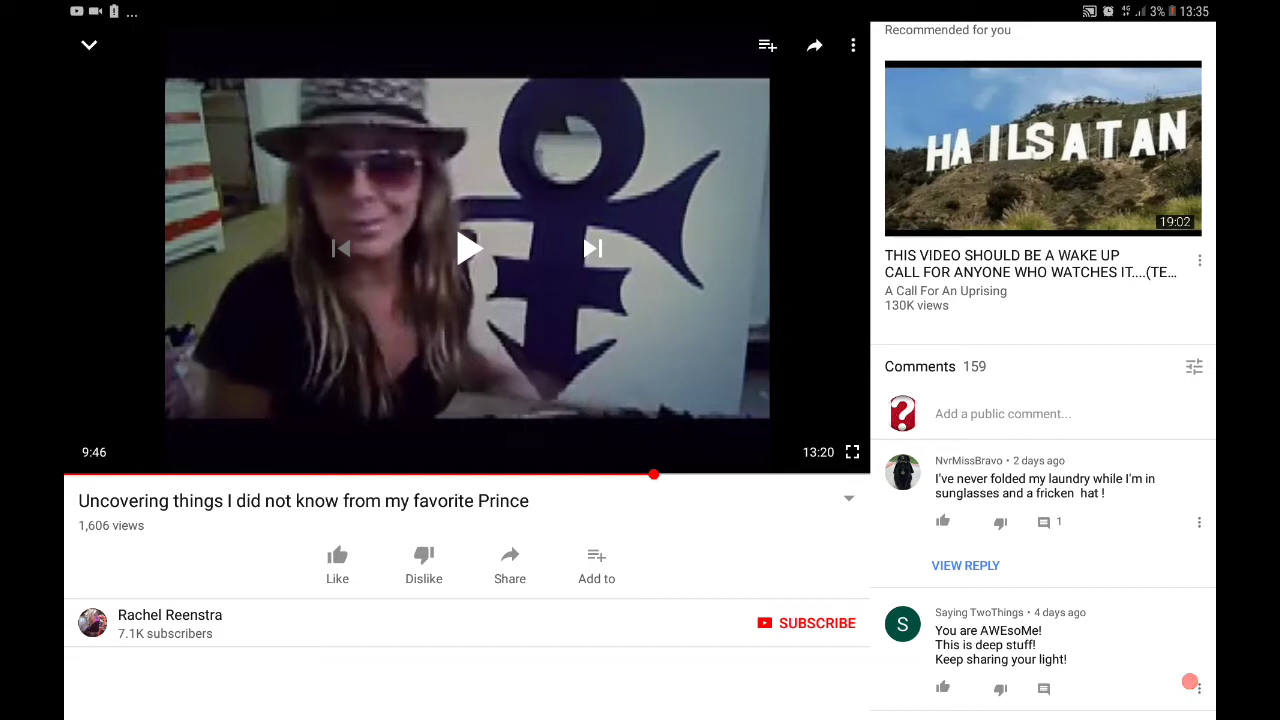 4G 3% 13:35
9:46
13:20
Uncovering things I did not know from my favorite Prince
1,606 views
Like
Dislike
Share
Add to
Rachel Reenstra
7.1K subscribers
SUBSCRIBE
Recommended for you
HAILSATAN
19:02
THIS VIDEO SHOULD BE A WAKE UP
CALL FOR ANYONE WHO WATCHES IT....(TE...
A Call For An Uprising
130K views
Comments 159
Add a public comment...
NvrMissBravo • 2 days ago
I've never folded my laundry while I'm in
sunglasses and a fricken hat !
1
VIEW REPLY
S
Saying TwoThings • 4 days ago
You are AWEsoMe!
This is deep stuff!
Keep sharing your light!